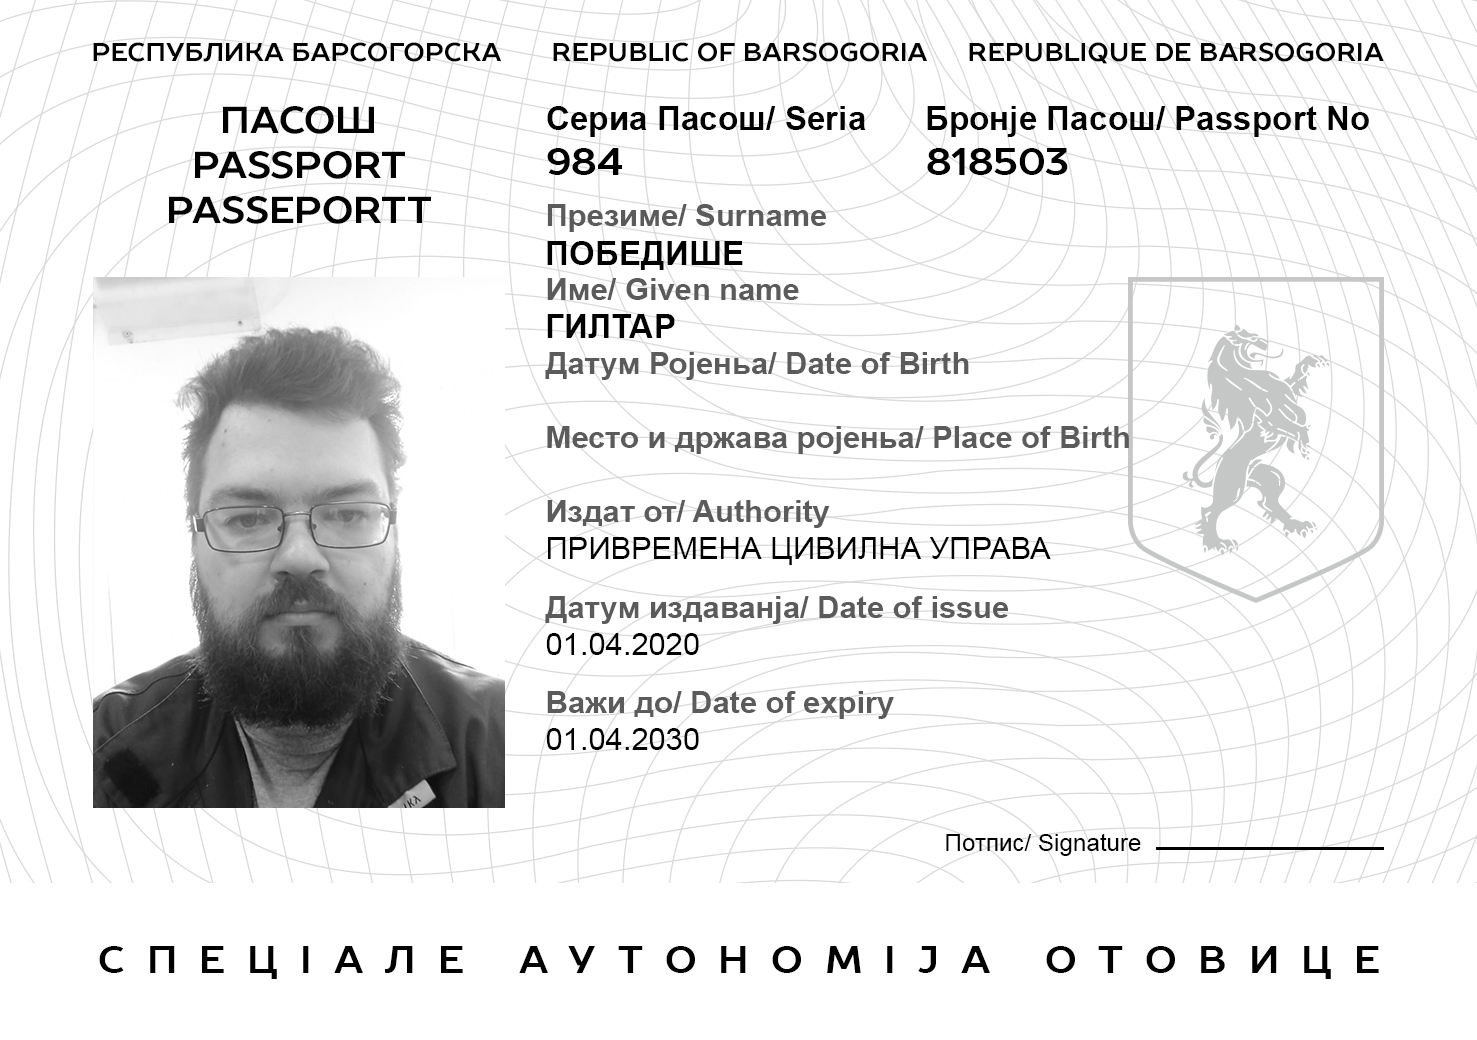 РЕСПУБЛИКА БАРСОГОРСКА REPUBLIC OF BARSOGORIA REPUBLIQUE DE BARSOGORIA
ПАСОШ
PASSPORT
PASSEPORTT
Сериа Пасош/ Seria Бронје Пасош/ Passport No
984 818503
Презиме/ Surname
ПОБЕДИШЕ
Име/ Given name
ГИЛТАР
ДатумРојења/ Date of Birth
Место и држава ројења/ Place of Birth
Издат от/ Authority
ПРИВРЕМЕНА ЦИВИЛНА УПРАВА
Датум издаванја/ Date of issue
01.04.2020
Важи до/ Date of expiry
01.04.2030
Потпис/ Signature
СПЕЦІАЛЕ АУТОНОМІЈА ОТОВИЦЕ